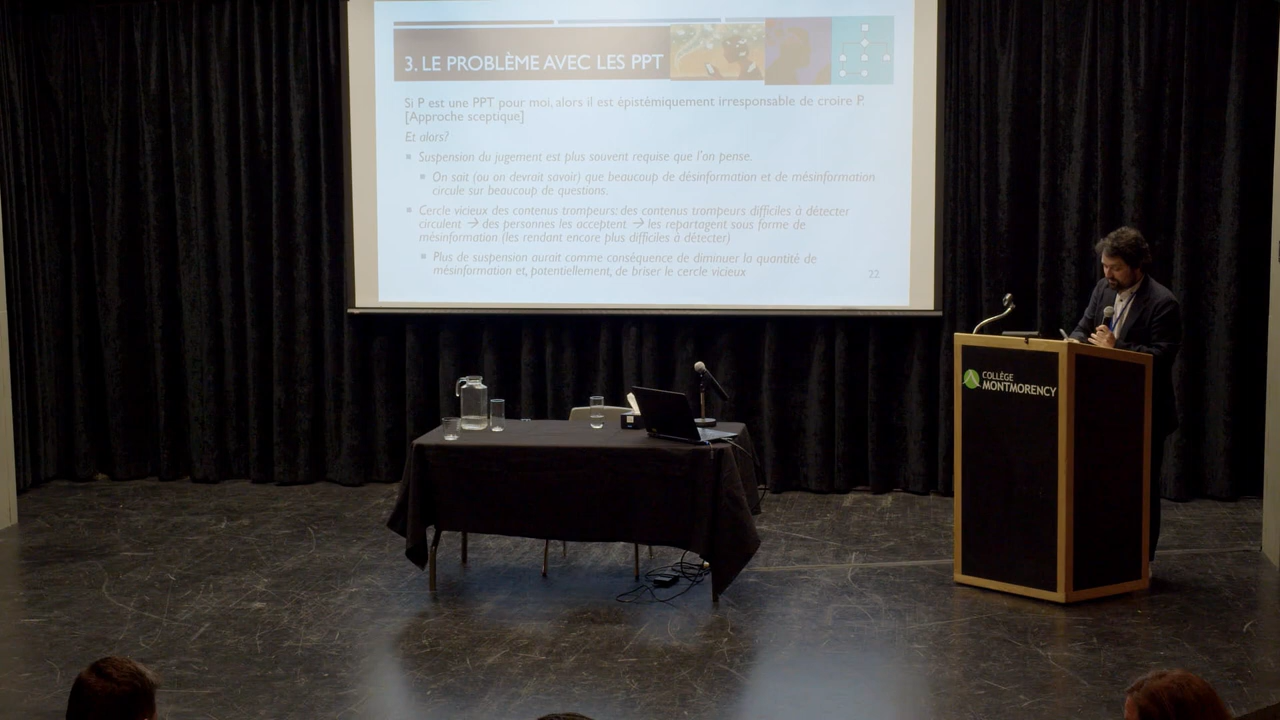 3. LE PROBLÈME AVEC LES PPT
Si P est une PPT pour moi, alors il est épistémiquement irresponsable de croire P.
[Approche sceptique]
Et alors?
Suspension du jugement est plus souvent requise que l'on pense.
On sait (ou on devrait savoir) que beaucoup de désinformation et de mésinformation
circule sur beaucoup de questions.
Cercle vicieux des contenus trompeurs: des contenus trompeurs difficiles à détecter
circulent → des personnes les acceptent → les repartagent sous forme de
mésinformation (les rendant encore plus difficiles à détecter)
Plus de suspension aurait comme conséquence de diminuer la quantité de
mésinformation et, potentiellement, de briser le cercle vicieux
22
COLLÈGE
MONTMORENCY